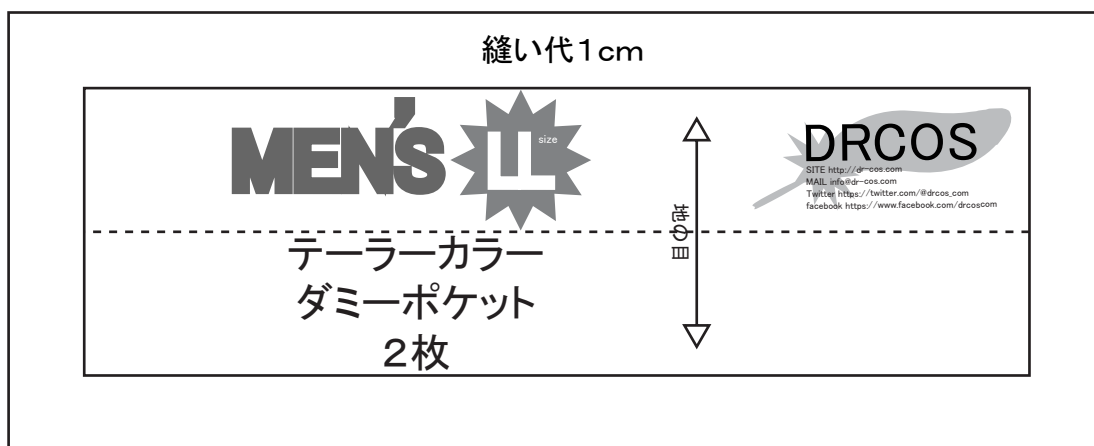 縫い代1cm
MEN'S
LL
size
DRCOS
SITE http://dr-cos.com
MAIL info@dr-cos.com
Twitter https://twitter.com/@drcos_com
facebook https://www.facebook.com/drcoscom
地の目
テーラーカラー
ダミーポケット
2枚